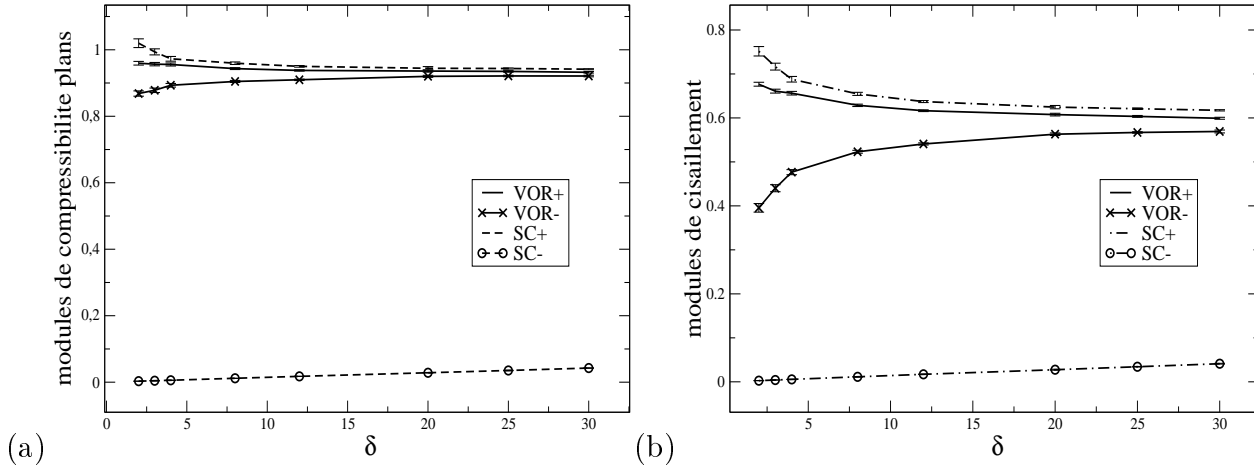 modules de compressibilite plans
1
0,8
0,6
0,4
0,2
0
0
5
10
15
20
25
30
δ
VOR+
VOR-
SC+
SC-
(a)
modules de cisaillement
0.8
0.6
0.4
0.2
0
5
10
15
20
25
30
δ
VOR+
VOR-
SC+
SC-
(b)